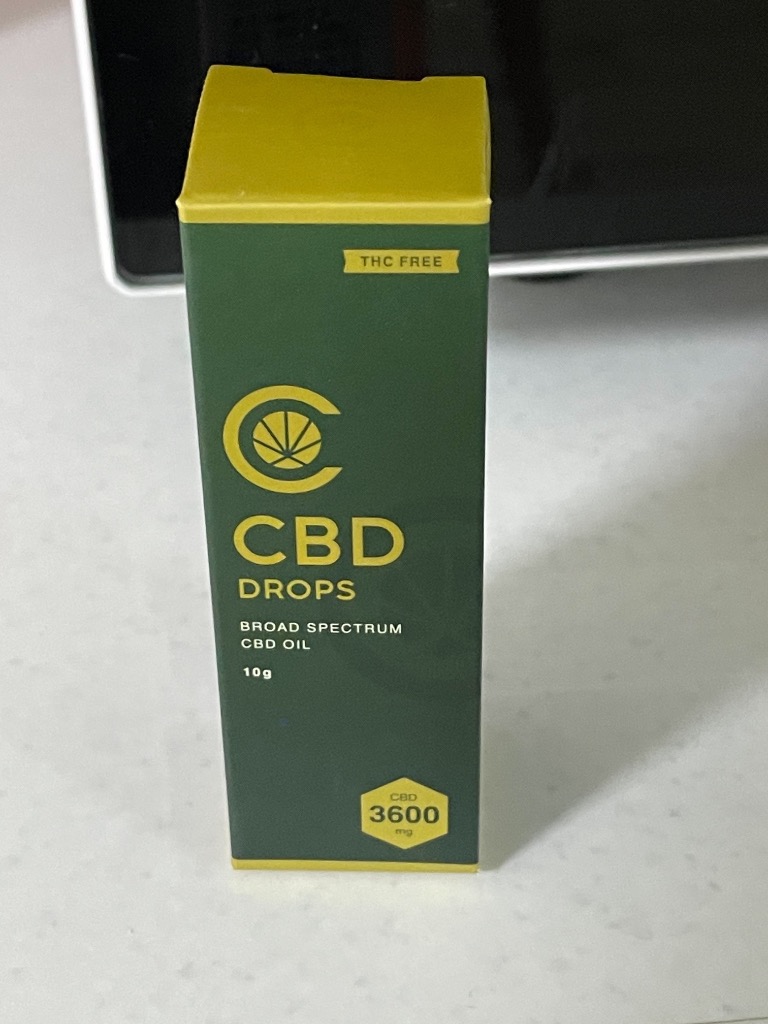 THC FREE
CBD
DROPS
BROAD SPECTRUM
CBD OIL
10g
CBD
3600
mg